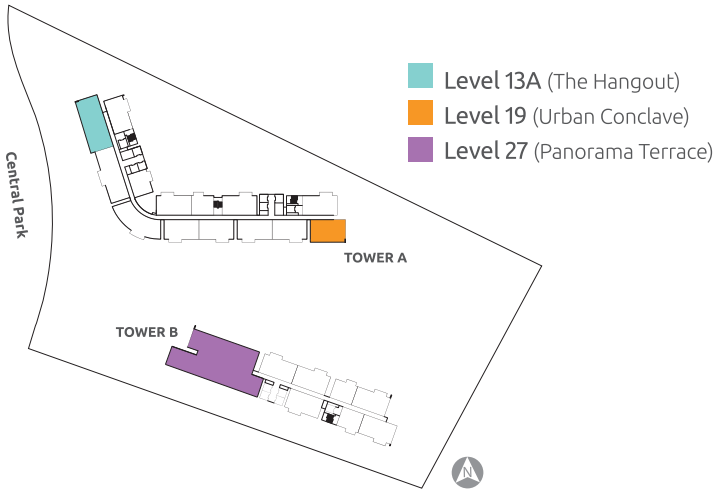 Level 13A (The Hangout)
Level 19 (Urban Conclave)
Level 27 (Panorama Terrace)
Central Park
TOWER A
TOWER B
N